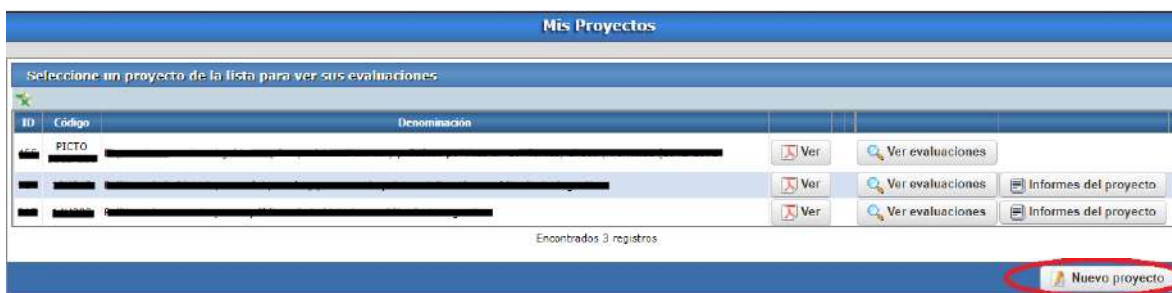 Mis Proyectos
Seleccione un proyecto de la lista para ver sus evaluaciones
ID Código Denominación
PICTO
Ver Ver evaluaciones
Ver Ver evaluaciones Informes del proyecto
Ver Ver evaluaciones Informes del proyecto
Encontrados 3 registros
Nuevo proyecto